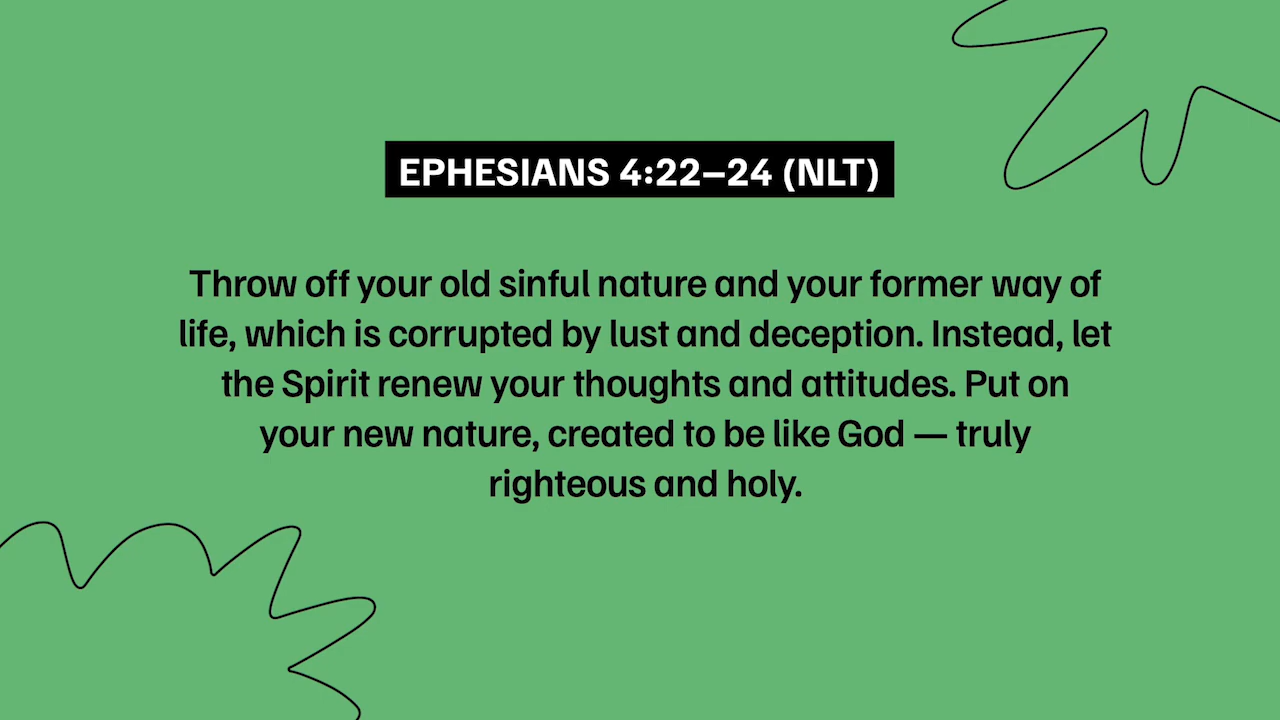 EPHESIANS 4:22–24 (NLT)
Throw off your old sinful nature and your former way of
life, which is corrupted by lust and deception. Instead, let
the Spirit renew your thoughts and attitudes. Put on
your new nature, created to be like God — truly
righteous and holy.